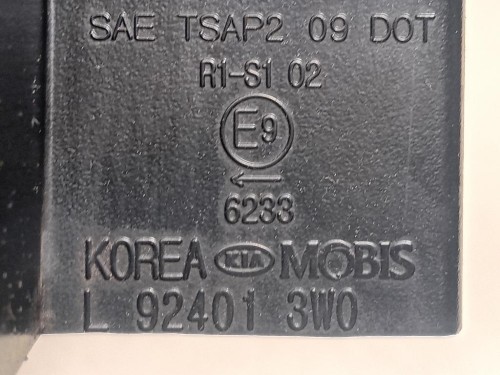 SAE TSAP2 09 DOT
R1-S1 02
E9
←
6233
KOREA KIA MOBIS
L 92401 3W0